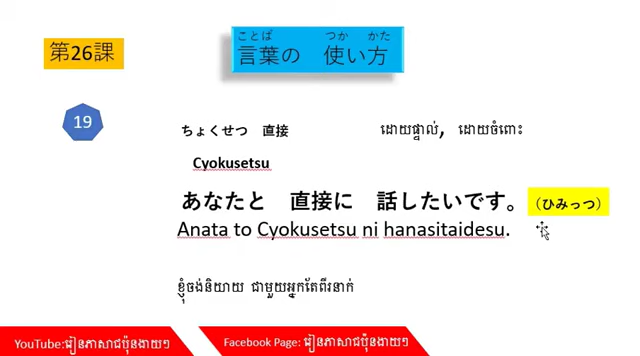 第26課
ことば つか かた
言葉の 使い方
19
ちょくせつ 直接 ដោយផ្ទាល់, ដោយចំពោះ
Cyokusetsu
あなたと 直接に 話したいです。 (ひみっつ)
Anata to Cyokusetsu ni hanasitaidesu.
ខ្ញុំចង់និយាយ ជាមួយអ្នកតែពីរនាក់
YouTube:រៀនភាសាជប៉ុនងាយៗ Facebook Page: រៀនភាសាជប៉ុនងាយៗ